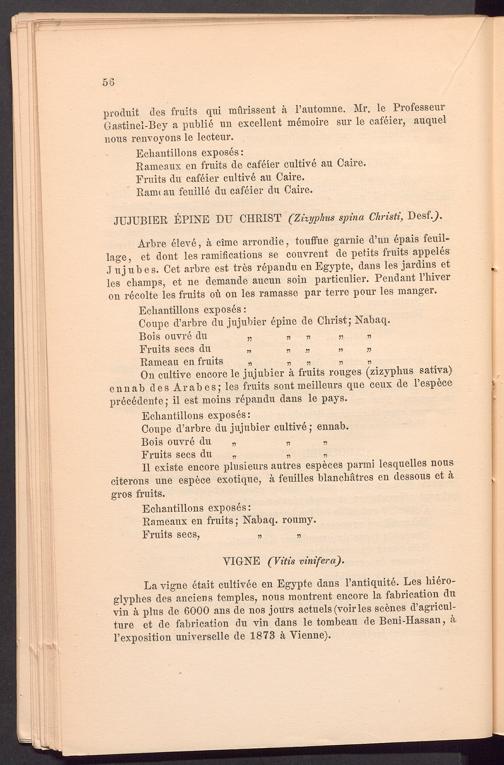 56
produit des fruits qui mûrissent à l'automne. Mr. le Professeur
Gastinel-Bey a publié un excellent mémoire sur le caféier, auquel
nous renvoyons le lecteur.
Echantillons exposés:
Rameaux en fruits de caféier cultivé au Caire.
Fruits du caféier cultivé au Caire.
Rameau feuillé du caféier du Caire.
JUJUBIER ÉPINE DU CHRIST (Zizyphus spina Christi, Desf.).
Arbre élevé, à cîme arrondie, touffue garnie d'un épais feuil-
lage, et dont les ramifications se couvrent de petits fruits appelés
Jujubes. Cet arbre est très répandu en Egypte, dans les jardins et
les champs, et ne demande aucun soin particulier. Pendant l'hiver
on récolte les fruits où on les ramasse par terre pour les manger.
Echantillons exposés:
Coupe d'arbre du jujubier épine de Christ; Nabaq.
Bois ouvré du „ „ „ „ „
Fruits secs du „ „ „ „ „
Rameau en fruits „ „ „ „ „
On cultive encore le jujubier à fruits rouges (zizyphus sativa)
ennab des Arabes; les fruits sont meilleurs que ceux de l'espèce
précédente; il est moins répandu dans le pays.
Echantillons exposés:
Coupe d'arbre du jujubier cultivé; ennab.
Bois ouvré du „ „ „
Fruits secs du „ „ „
Il existe encore plusieurs autres espèces parmi lesquelles nous
citerons une espèce exotique, à feuilles blanchâtres en dessous et à
gros fruits.
Echantillons exposés:
Rameaux en fruits; Nabaq. roumy.
Fruits secs, „ „
VIGNE (Vitis vinifera).
La vigne était cultivée en Egypte dans l'antiquité. Les hiéro-
glyphes des anciens temples, nous montrent encore la fabrication du
vin à plus de 6000 ans de nos jours actuels (voir les scènes d'agricul-
ture et de fabrication du vin dans le tombeau de Beni-Hassan, à
l'exposition universelle de 1873 à Vienne).